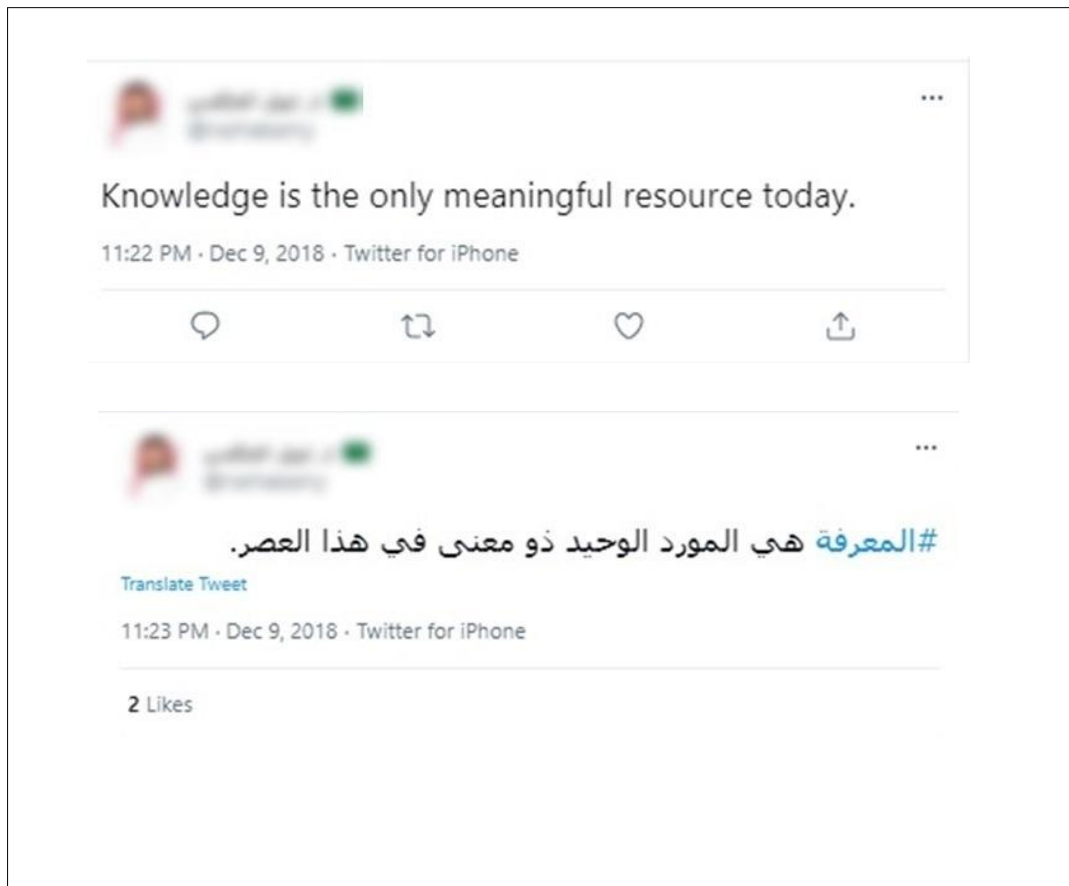 Knowledge is the only meaningful resource today.
11:22 PM · Dec 9, 2018 · Twitter for iPhone
#المعرفة هي المورد الوحيد ذو معنى في هذا العصر.
Translate Tweet
11:23 PM · Dec 9, 2018 · Twitter for iPhone
2 Likes